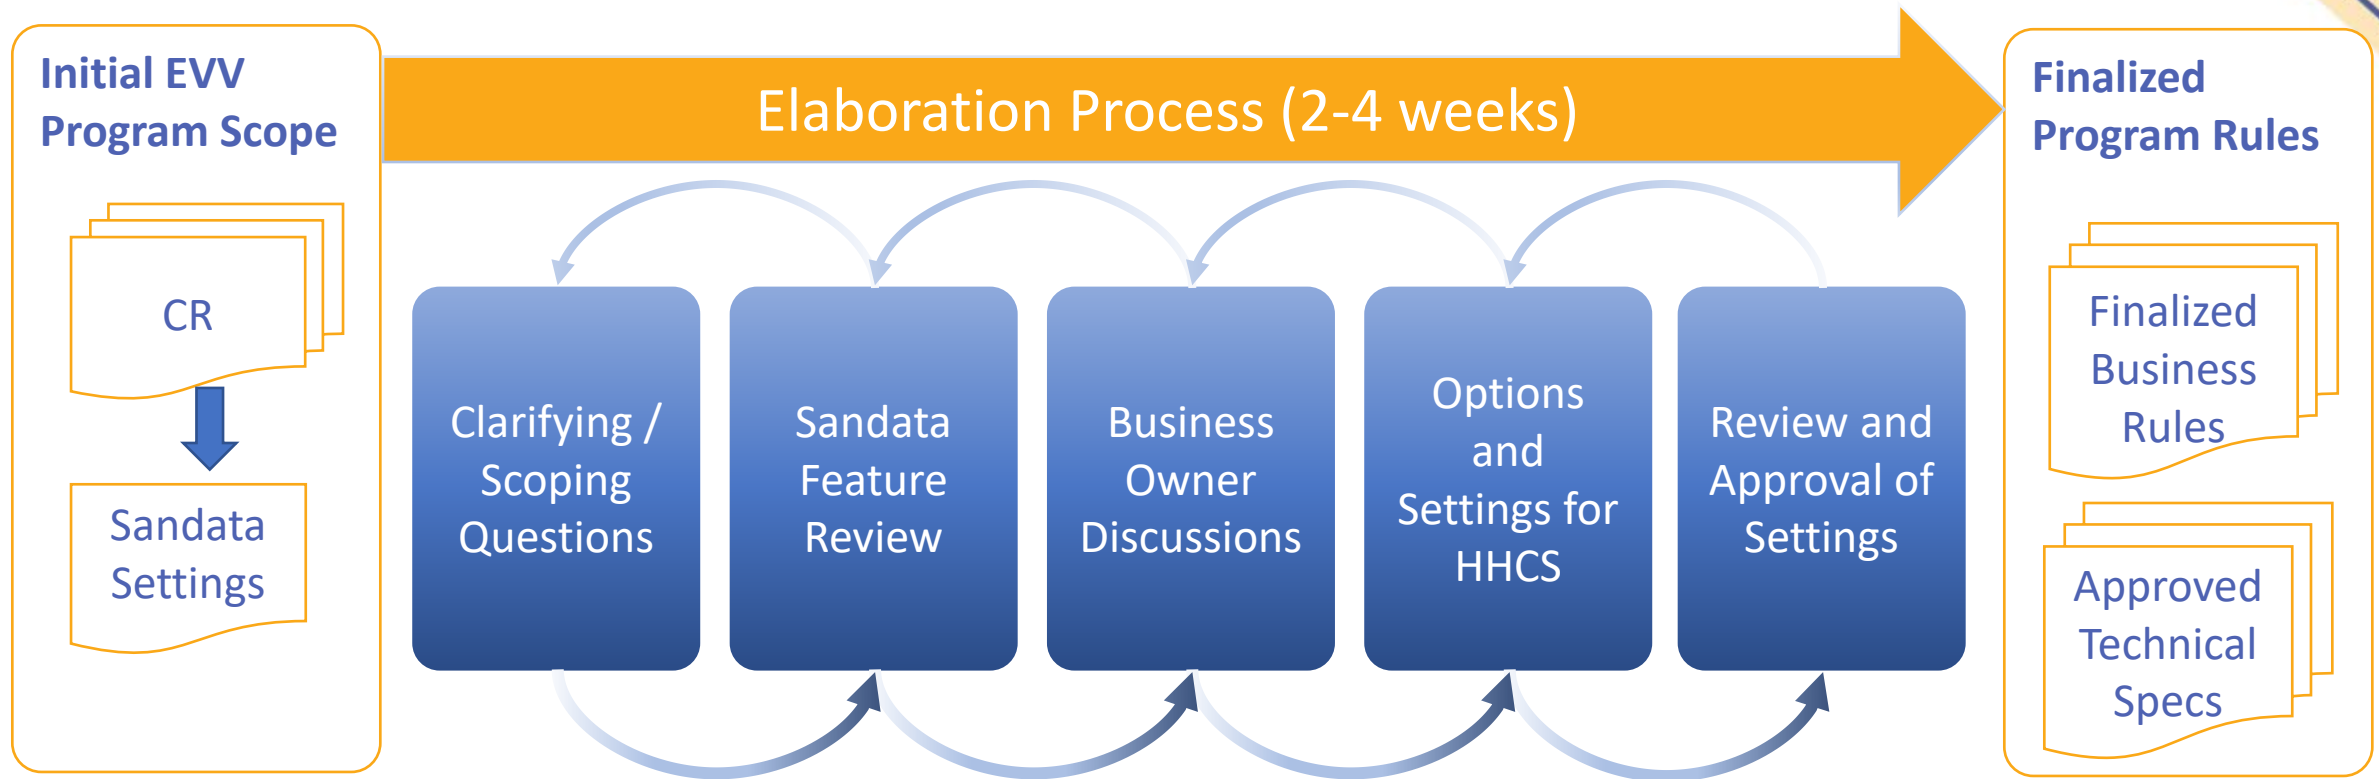 Initial EVV
Program Scope
CR
Sandata
Settings
Elaboration Process (2-4 weeks)
Clarifying /
Scoping
Questions
Sandata
Feature
Review
Business
Owner
Discussions
Options
and
Settings for
HHCS
Review and
Approval of
Settings
Finalized
Program Rules
Finalized
Business
Rules
Approved
Technical
Specs